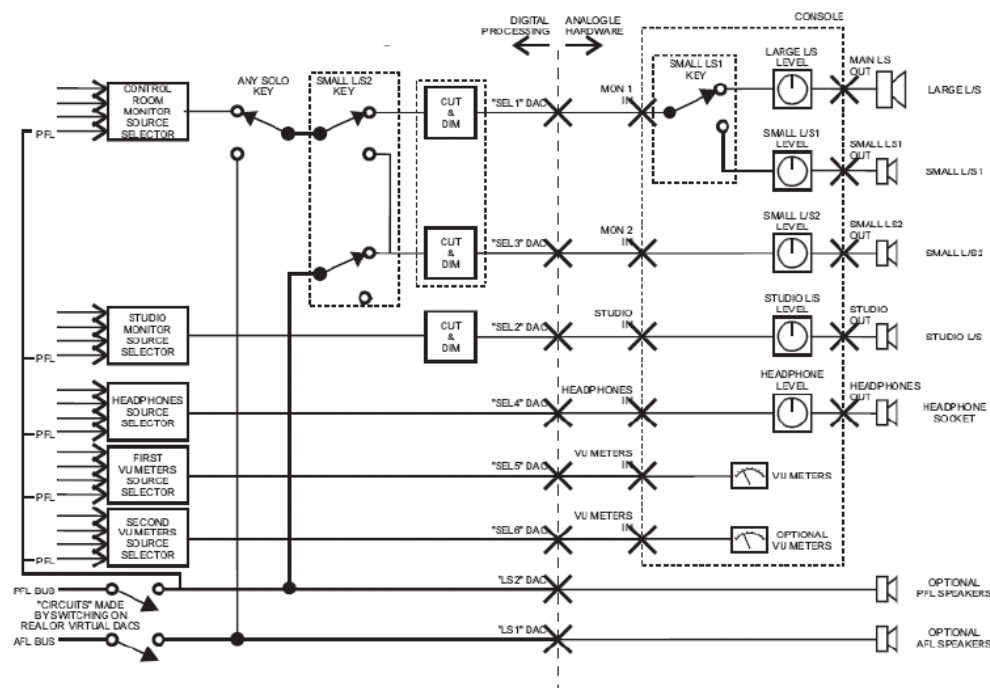 DIGITAL
PROCESSING
ANALOGUE
HARDWARE
CONSOLE
CONTROL
ROOM
MONITOR
SOURCE
SELECTOR
PFL
ANY SOLO
KEY
SMALL L/S2
KEY
CUT
&
DIM
"SEL1" DAC
MON 1
IN
SMALL LS1
KEY
LARGE L/S
LEVEL
MAIN LS
OUT
LARGE L/S
SMALL L/S1
LEVEL
SMALL LS1
OUT
SMALL L/S1
CUT
&
DIM
"SEL3" DAC
MON 2
IN
SMALL L/S2
LEVEL
SMALL LS2
OUT
SMALL L/S2
STUDIO
MONITOR
SOURCE
SELECTOR
PFL
CUT
&
DIM
"SEL2" DAC
STUDIO
IN
STUDIO L/S
LEVEL
STUDIO
OUT
STUDIO L/S
HEADPHONES
SOURCE
SELECTOR
PFL
"SEL4" DAC
HEADPHONES
IN
HEADPHONE
LEVEL
HEADPHONES
OUT
HEADPHONE
SOCKET
FIRST
VU METERS
SOURCE
SELECTOR
PFL
"SEL5" DAC
VU METERS
IN
VU METERS
SECOND
VU METERS
SOURCE
SELECTOR
PFL
"SEL6" DAC
VU METERS
IN
OPTIONAL
VU METERS
PFL BUS
"LS2" DAC
OPTIONAL
PFL SPEAKERS
"CIRCUITS" MADE
BY SWITCHING ON
REAL OR VIRTUAL DACS
AFL BUS
"LS1" DAC
OPTIONAL
AFL SPEAKERS